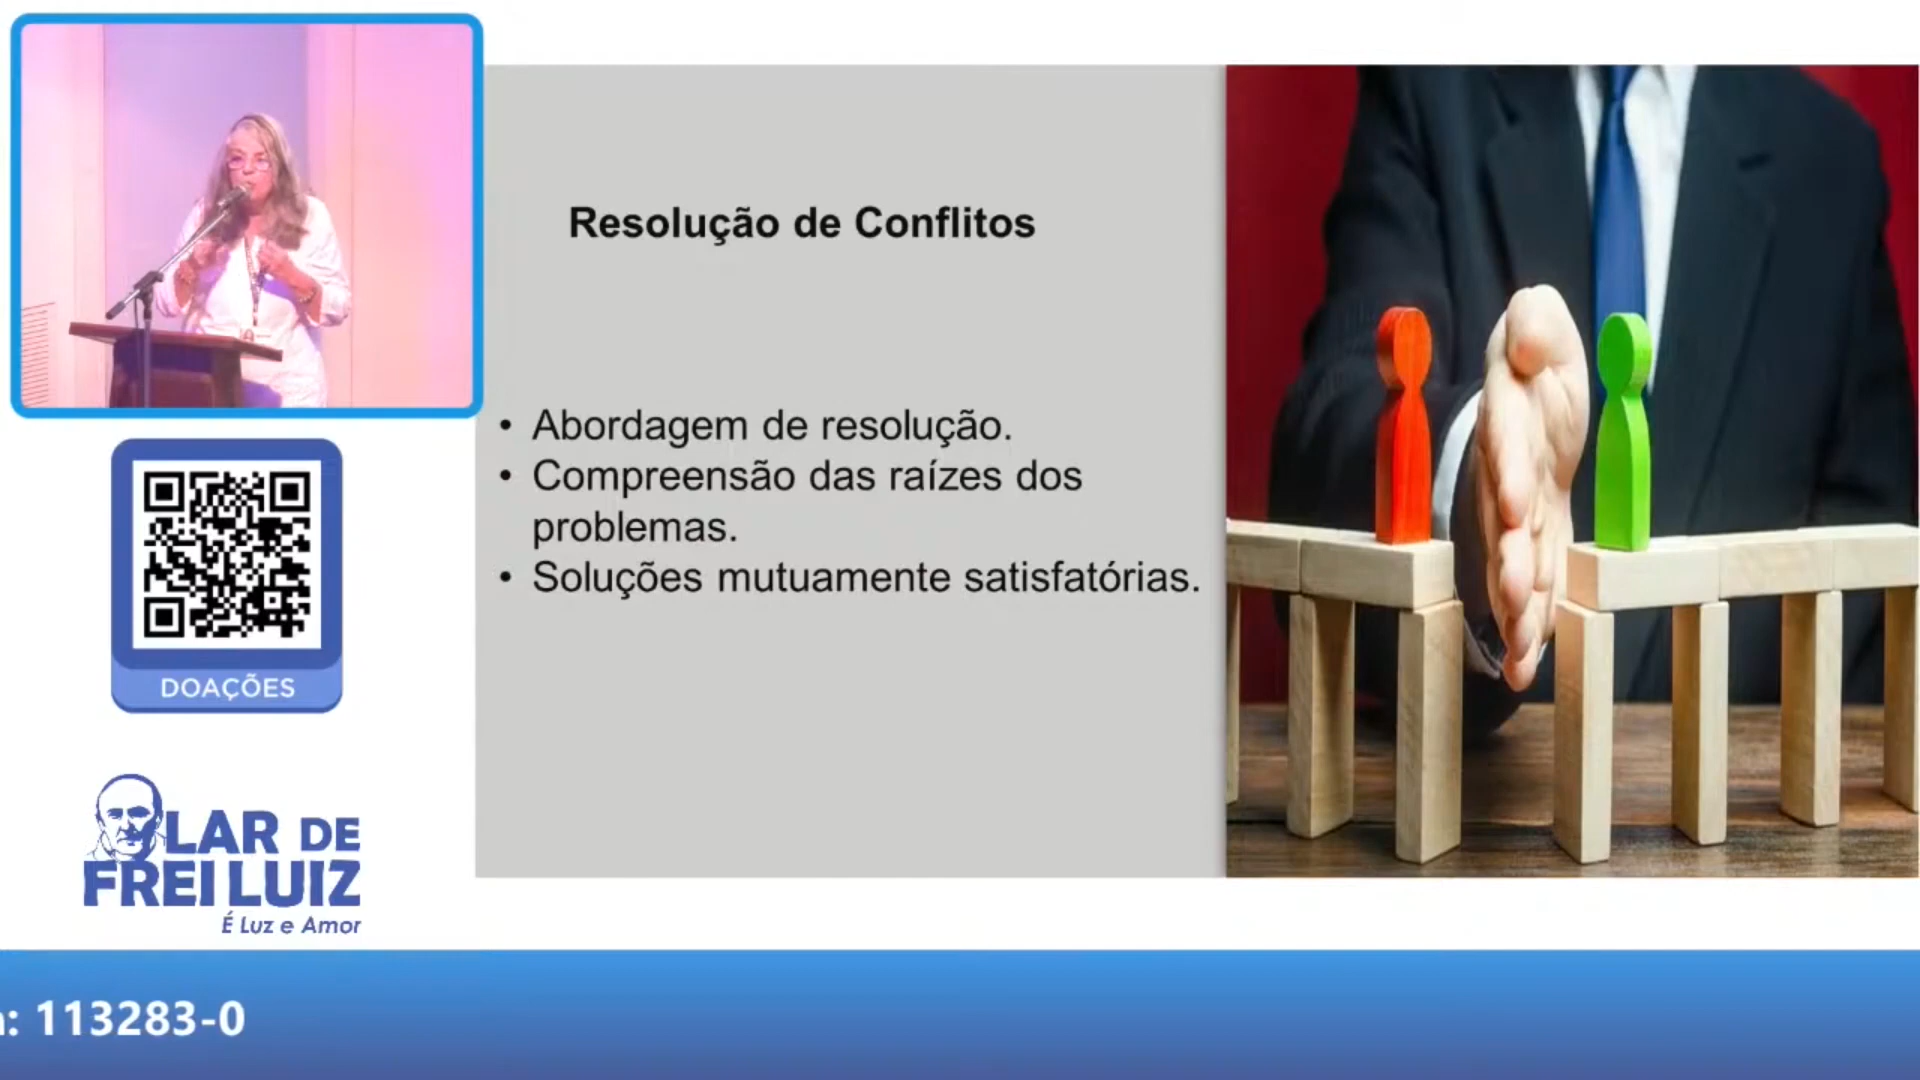 Resolução de Conflitos
• Abordagem de resolução.
• Compreensão das raízes dos
problemas.
• Soluções mutuamente satisfatórias.
DOAÇÕES
LAR DE
FREI LUIZ
É Luz e Amor
: 113283-0